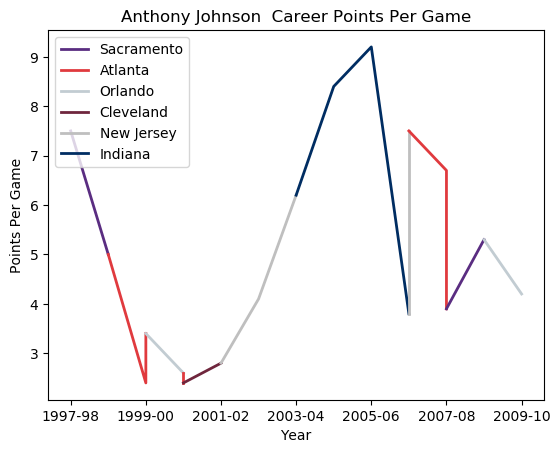 Anthony Johnson  Career Points Per Game
Sacramento
Atlanta
Orlando
Cleveland
New Jersey
Indiana
Points Per Game
9
8
7
6
5
4
3
1997-98 1999-00 2001-02 2003-04 2005-06 2007-08 2009-10
Year